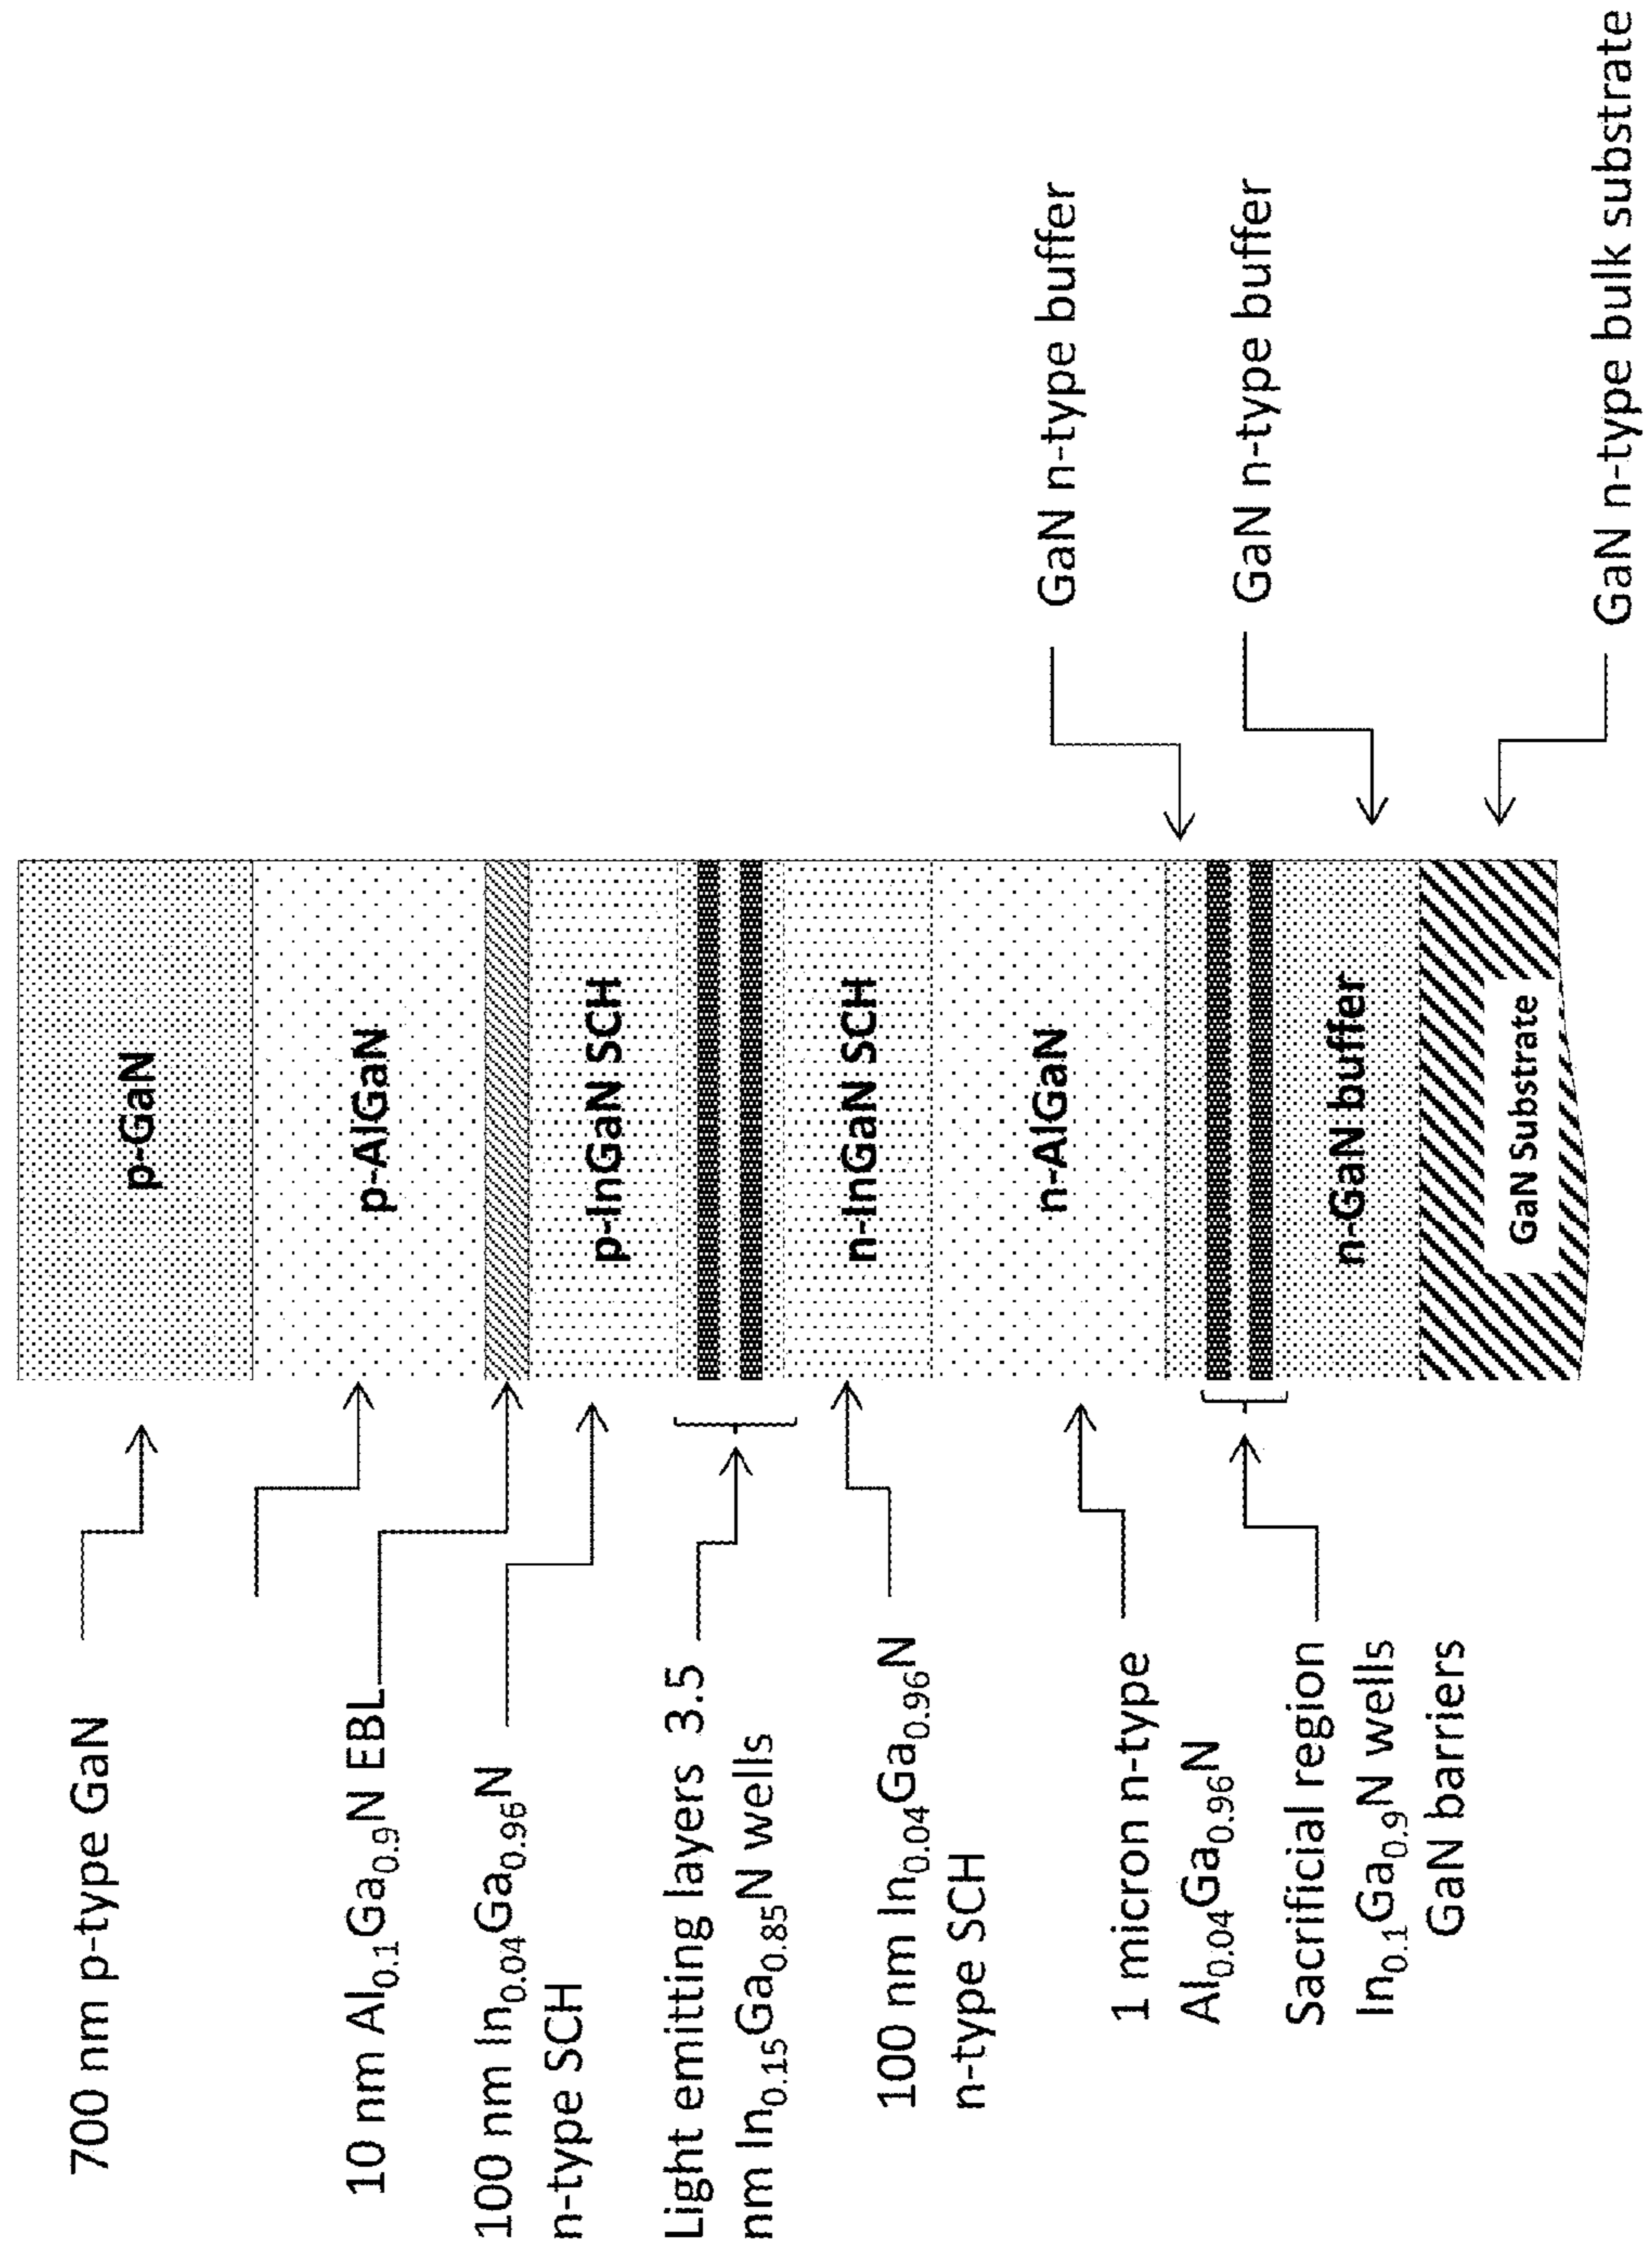 700 nm p-type GaN
10 nm Al0.1Ga0.9N EBL
100 nm In0.04Ga0.96N
n-type SCH
Light emitting layers 3.5
nm In0.15Ga0.85N wells
100 nm In0.04Ga0.96N
n-type SCH
1 micron n-type
Al0.04Ga0.96N
Sacrificial region
In0.1Ga0.9N wells
GaN barriers
p-GaN
p-AlGaN
p-InGaN SCH
n-InGaN SCH
n-AlGaN
n-GaN buffer
GaN Substrate
GaN n-type buffer
GaN n-type buffer
GaN n-type bulk substrate